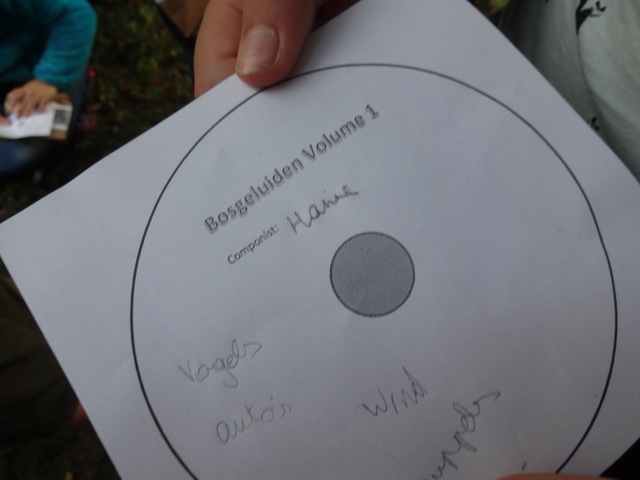 Bosgeluiden Volume 1
Componist: Hanne
Vogels
auto's
Wind